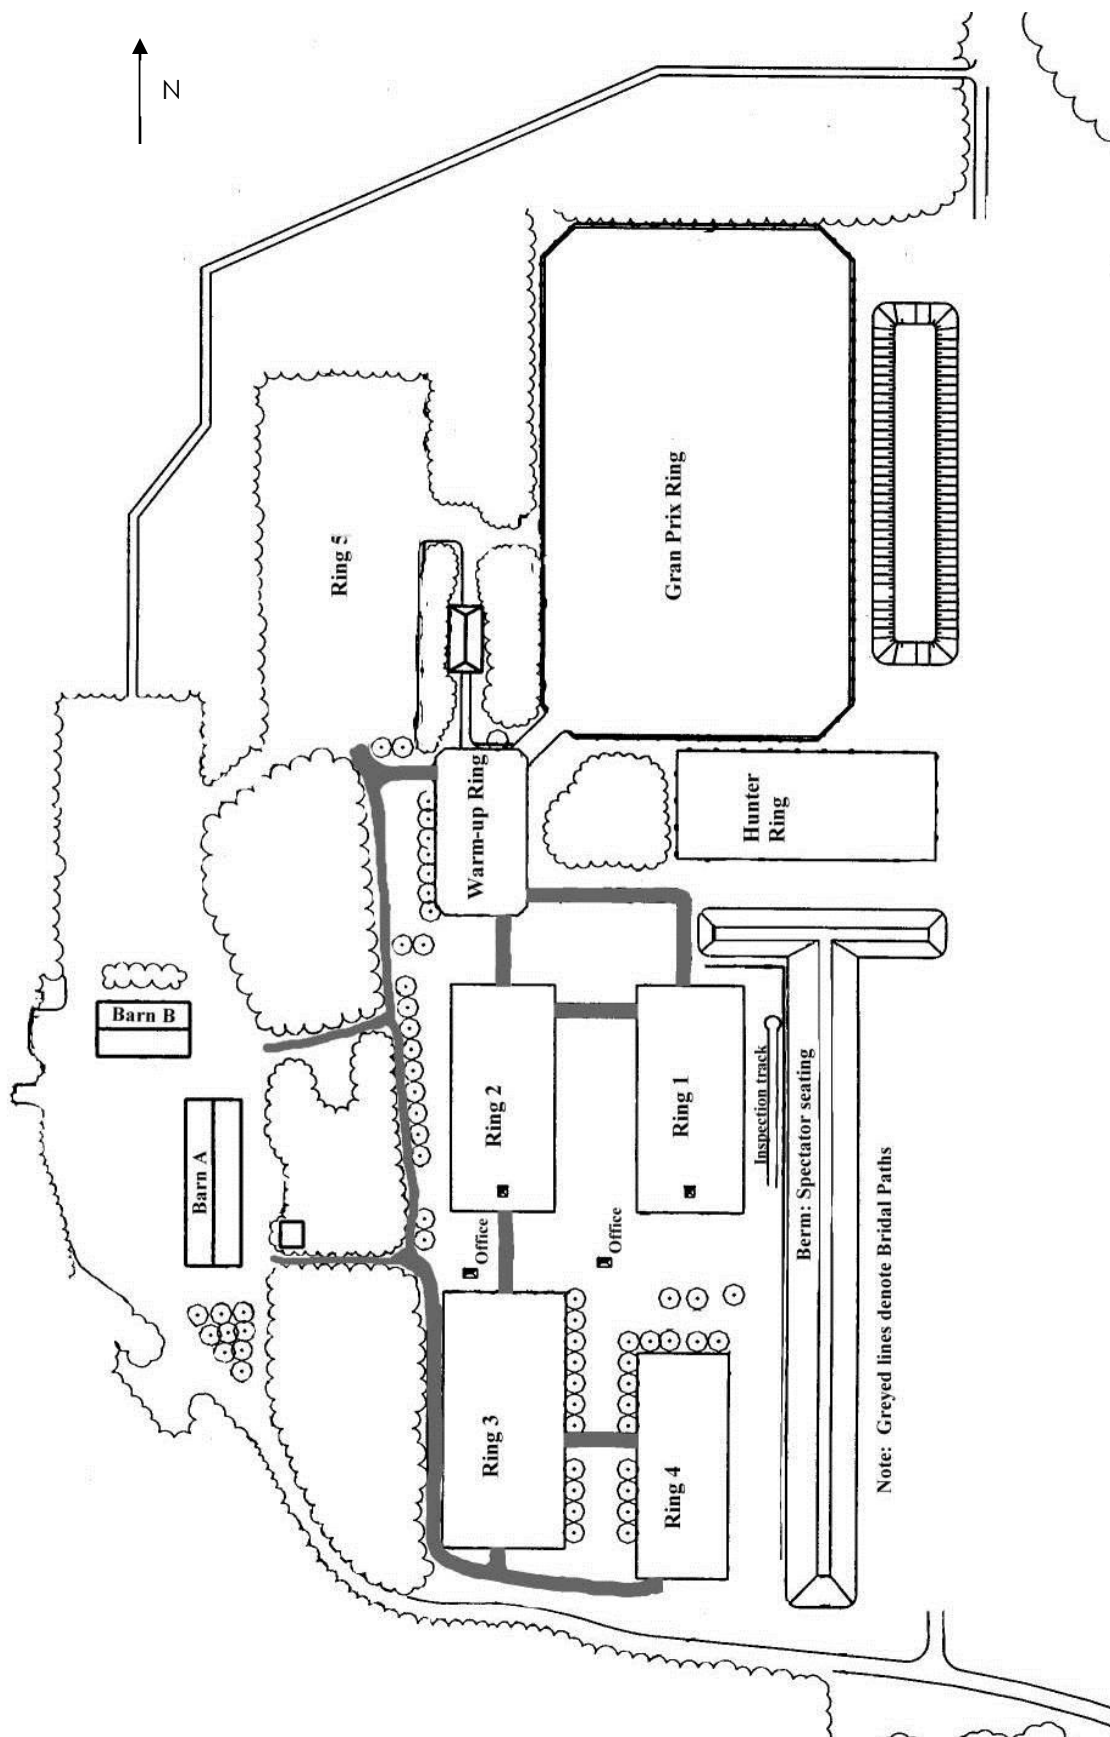 N
Gran Prix Ring
Ring 5
Warm-up Ring
Hunter
Ring
Barn B
Barn A
Ring 2
Ring 1
Inspection track
Berm: Spectator seating
Office
Office
Ring 3
Ring 4
Note:  Greyed lines denote Bridal Paths